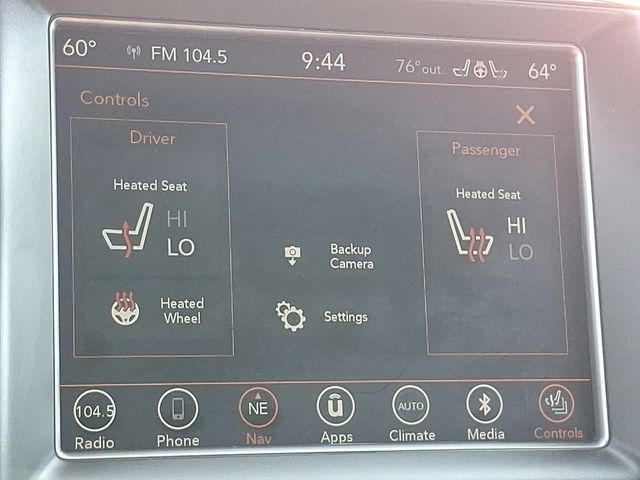 60° FM 104.5 9:44 76° out. 64°
Controls
Driver
Passenger
Heated Seat
HI
LO
Heated Seat
HI
LO
Backup
Camera
Heated
Wheel
Settings
104.5
NE
AUTO
Radio Phone Nav Apps Climate Media Controls